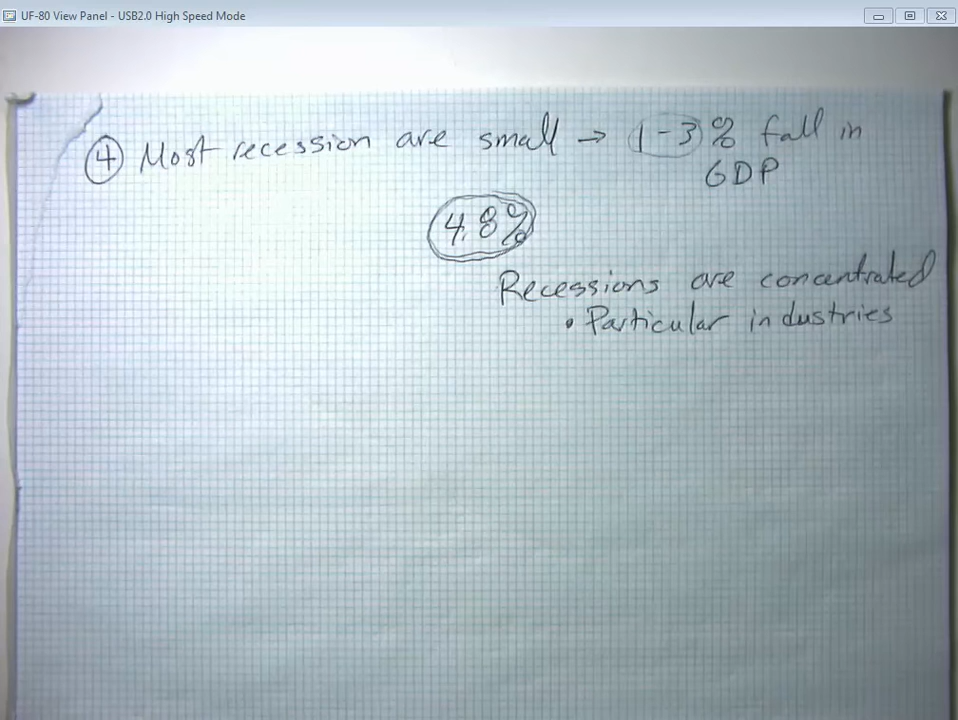 UF-80 View Panel - USB2.0 High Speed Mode
④ Most recession are small → 1-3% fall in
GDP
4.8%
Recessions are concentrated
• Particular industries